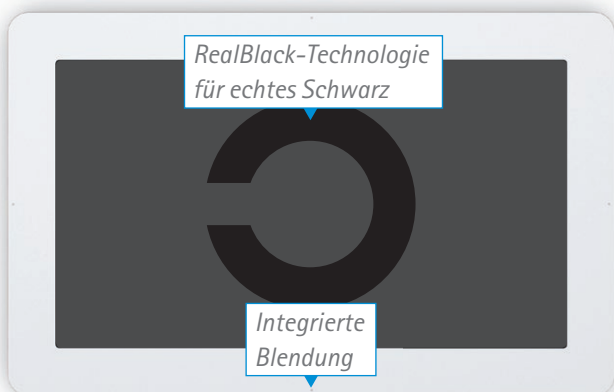 RealBlack-Technologie
für echtes Schwarz
Integrierte
Blendung